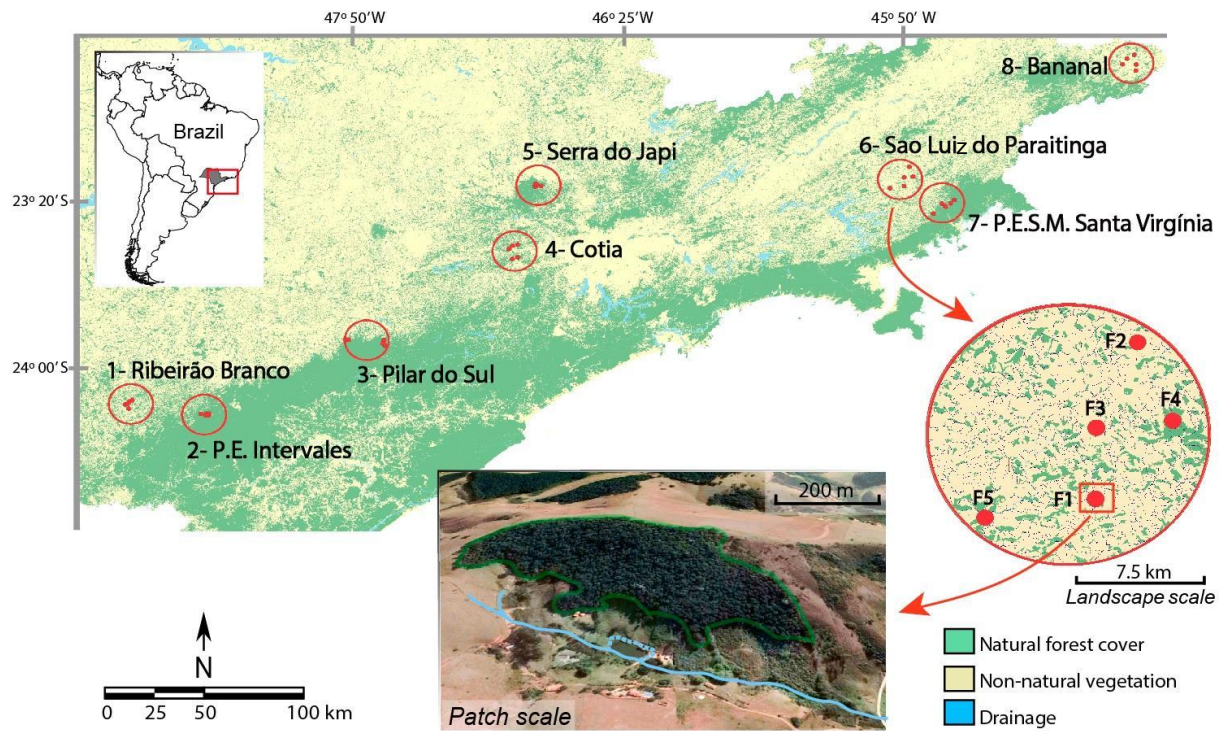 47° 50'W
46° 25'W
45° 50'W
8- Bananal
Brazil
5- Serra do Japi
6- Sao Luiz do Paraitinga
23° 20'S
7- P.E.S.M. Santa Virgínia
4- Cotia
24° 00'S
1- Ribeirão Branco
3- Pilar do Sul
2- P.E. Intervales
F2
F4
F3
F1
F5
200 m
7.5 km
Landscape scale
N
0 25 50 100 km
Patch scale
Natural forest cover
Non-natural vegetation
Drainage